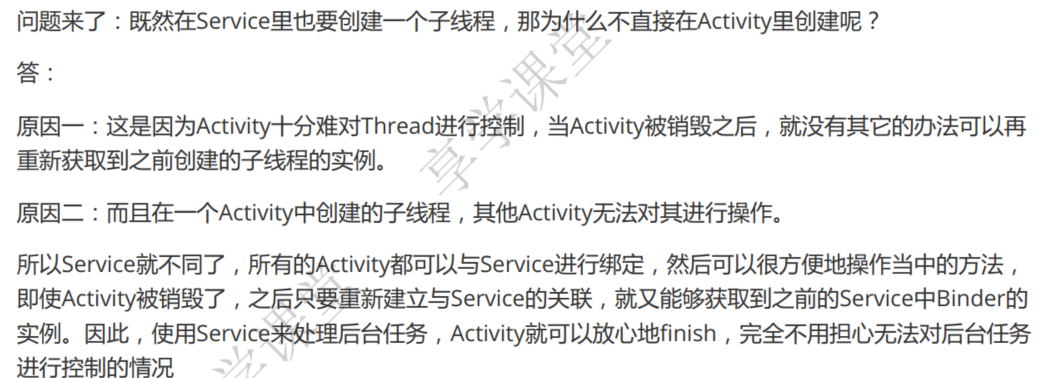 问题来了：既然在Service里也要创建一个子线程，那为什么不直接在Activity里创建呢？
答：
原因一：这是因为Activity十分难对Thread进行控制，当Activity被销毁之后，就没有其它的办法可以再
重新获取到之前创建的子线程的实例。
原因二：而且在一个Activity中创建的子线程，其他Activity无法对其进行操作。
所以Service就不同了，所有的Activity都可以与Service进行绑定，然后可以很方便地操作当中的方法，
即使Activity被销毁了，之后只要重新建立与Service的关联，就又能够获取到之前的Service中Binder的
实例。因此，使用Service来处理后台任务，Activity就可以放心地finish，完全不用担心无法对后台任务
进行控制的情况
享学课堂
学课堂